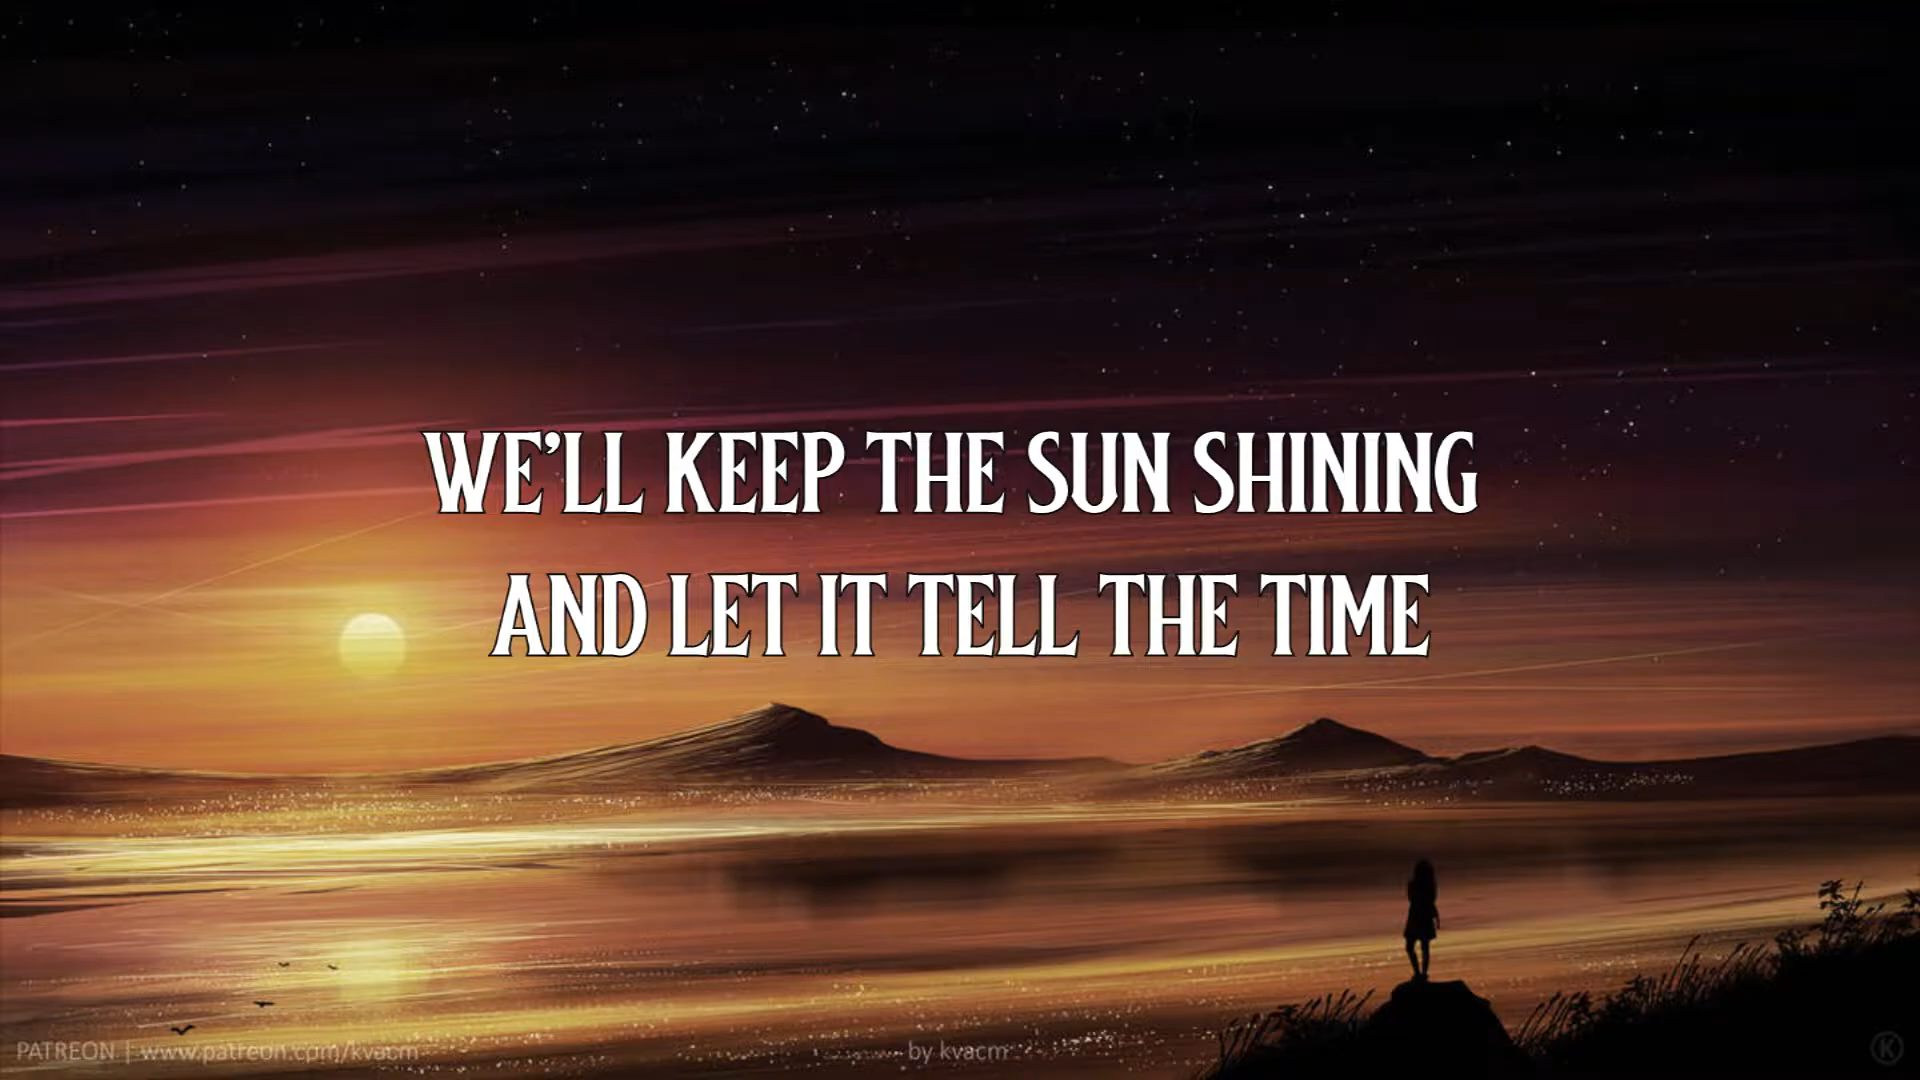 WE'LL KEEP THE SUN SHINING
AND LET IT TELL THE TIME
PATREON | www.patreon.com/kvacm
by kvacm
K